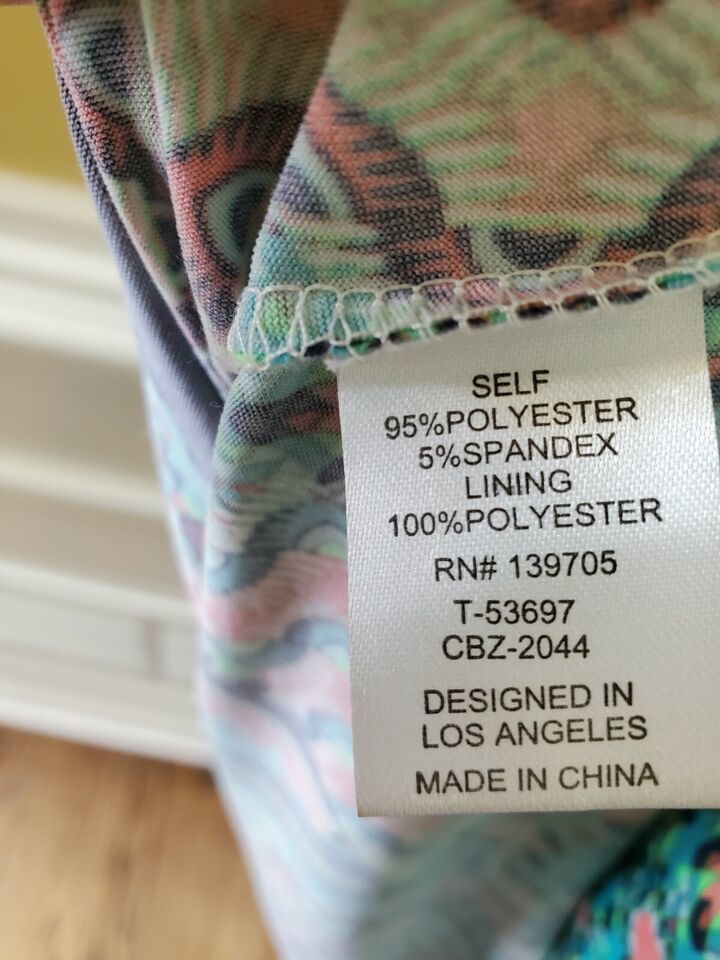 SELF
95%POLYESTER
5%SPANDEX
LINING
100%POLYESTER
RN# 139705
T-53697
CBZ-2044
DESIGNED IN
LOS ANGELES
MADE IN CHINA